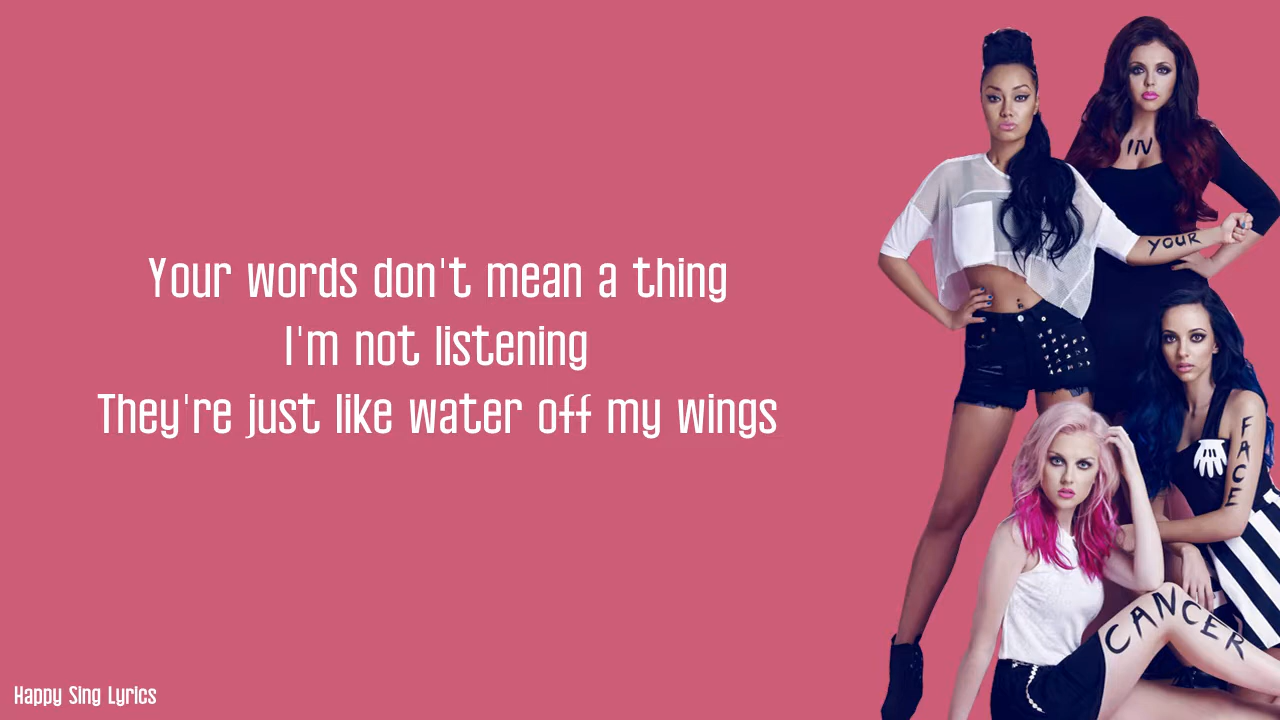 Your words don't mean a thing
I'm not listening
They're just like water off my wings
IN
YOUR
FACE
CANCER
Happy Sing Lyrics